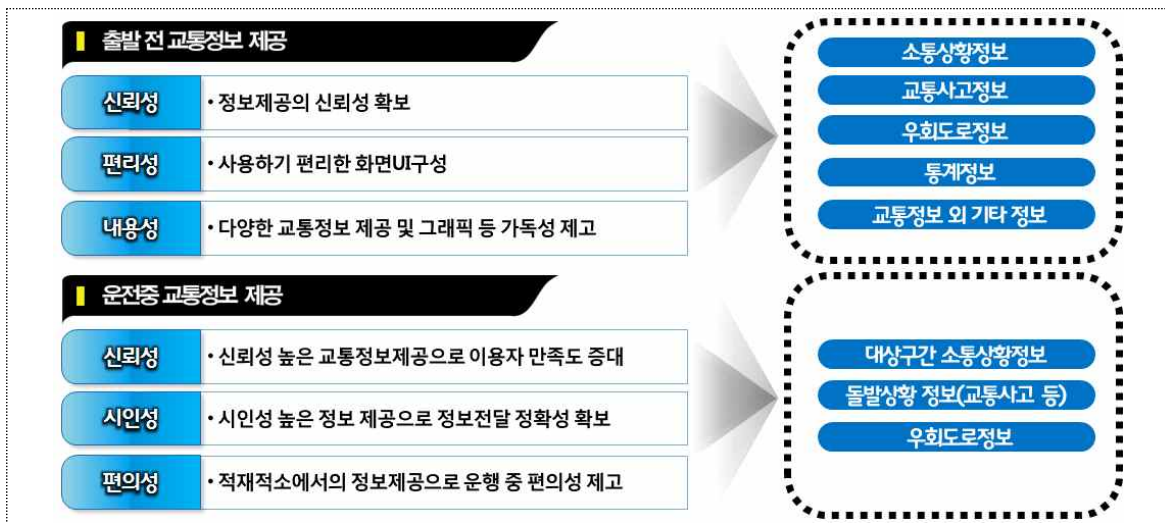 출발 전 교통정보 제공
신뢰성
• 정보제공의 신뢰성 확보
편리성
• 사용하기 편리한 화면UI구성
내용성
• 다양한 교통정보 제공 및 그래픽 등 가독성 제고
소통상황정보
교통사고정보
우회도로정보
통계정보
교통정보 외 기타 정보
운전중 교통정보 제공
신뢰성
• 신뢰성 높은 교통정보제공으로 이용자 만족도 증대
시인성
• 시인성 높은 정보 제공으로 정보전달 정확성 확보
편의성
• 적재적소에서의 정보제공으로 운행 중 편의성 제고
대상구간 소통상황정보
돌발상황 정보(교통사고 등)
우회도로정보